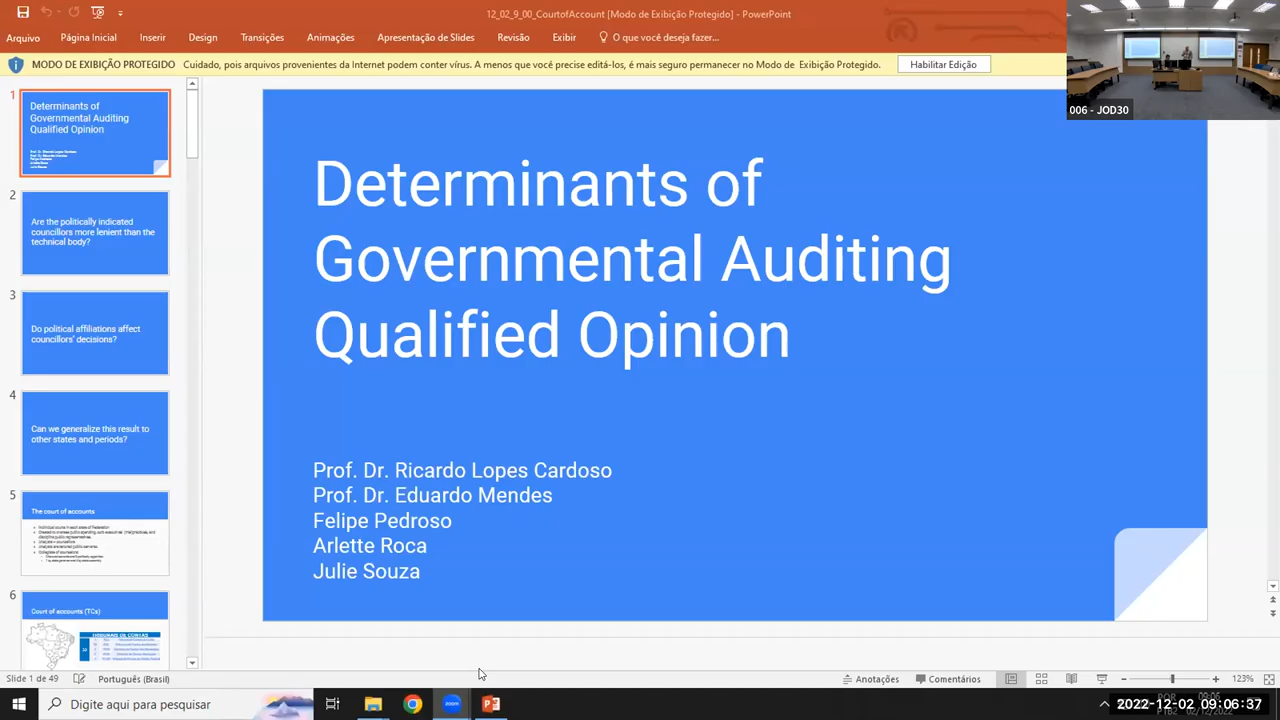 12_02_9_00_CourtofAccount [Modo de Exibição Protegido] - PowerPoint
Arquivo Página Inicial Inserir Design Transições Animações Apresentação de Slides Revisão Exibir O que você deseja fazer...
MODO DE EXIBIÇÃO PROTEGIDO Cuidado, pois arquivos provenientes da Internet podem conter vírus. A menos que você precise editá-los, é mais seguro permanecer no Modo de Exibição Protegido. Habilitar Edição
006 - JOD30
1
Determinants of
Governmental Auditing
Qualified Opinion
2
Are the politically indicated
councillors more lenient than the
technical body?
3
Do political affiliations affect
councillors' decisions?
4
Can we generalize this result to
other states and periods?
5
The court of accounts
6
Court of accounts (TCs)
TRIBUNAIS DE CONTAS
Determinants of
Governmental Auditing
Qualified Opinion
Prof. Dr. Ricardo Lopes Cardoso
Prof. Dr. Eduardo Mendes
Felipe Pedroso
Arlette Roca
Julie Souza
Slide 1 de 49 Português (Brasil) Anotações Comentários 123%
Digite aqui para pesquisar
zoom
2022-12-02 09:06:37